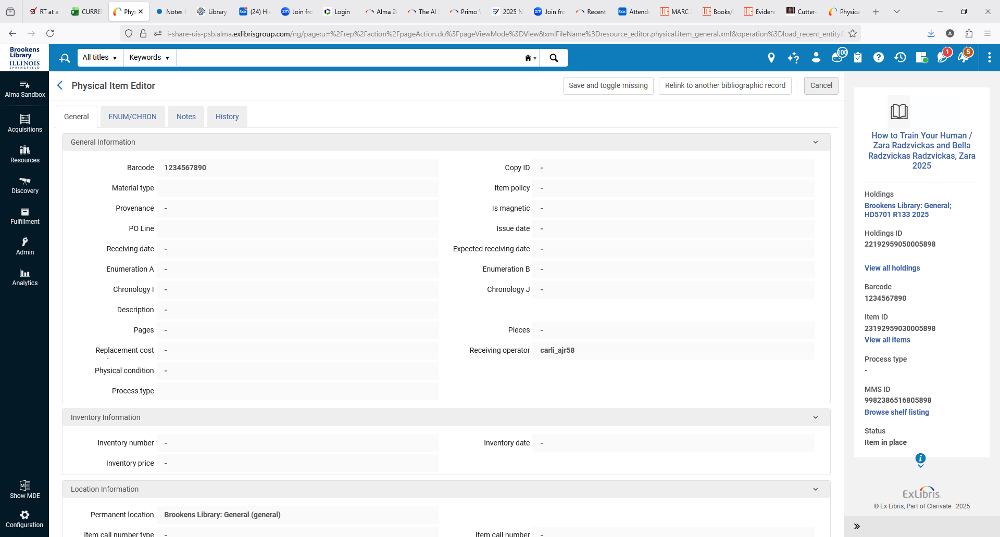 RT at a
CURRE
Phys
Notes f
Library
(24) His
Join fro
Login
Alma 2
The AI
Primo
2025 N
Join fro
Recent
Attend
MARC
Books/
Eviden
Cutter-
Physica
i-share-uis-psb.alma.exlibrisgroup.com/ng/page;u=%2Frep%2Faction%2FpageAction.do%3FpageViewMode%3DView&xmlFileName%3Dresource_editor.physical.item_general.xml&operation%3Dload_recent_entity&
Brookens
Library
ILLINOIS
SPRINGFIELD
All titles
Keywords
100
1
5
Alma Sandbox
Acquisitions
Resources
Discovery
Fulfillment
Admin
Analytics
Show MDE
Configuration
Physical Item Editor
Save and toggle missing
Relink to another bibliographic record
Cancel
General
ENUM/CHRON
Notes
History
General Information
Barcode 1234567890 Copy ID -
Material type Item policy -
Provenance - Is magnetic -
PO Line Issue date -
Receiving date - Expected receiving date -
Enumeration A - Enumeration B -
Chronology I - Chronology J -
Description -
Pages - Pieces -
Replacement cost - Receiving operator carli_ajr58
Physical condition -
Process type
Inventory Information
Inventory number - Inventory date -
Inventory price -
Location Information
Permanent location Brookens Library: General (general)
Item call number type - Item call number -
How to Train Your Human /
Zara Radzvickas and Bella
Radzvickas Radzvickas, Zara
2025
Holdings
Brookens Library: General;
HD5701 R133 2025
Holdings ID
22192959050005898
View all holdings
Barcode
1234567890
Item ID
23192959030005898
View all items
Process type
-
MMS ID
9982386516805898
Browse shelf listing
Status
Item in place
ExLibris
© Ex Libris, Part of Clarivate 2025